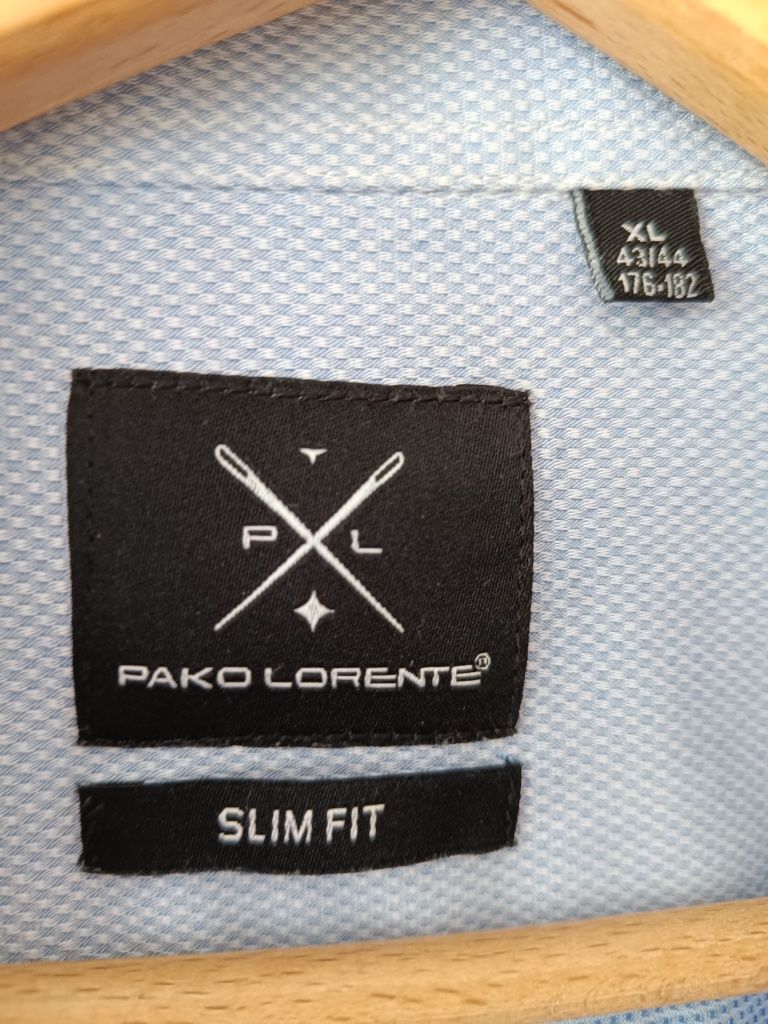 XL
43/44
176-182
P L
PAKO LORENTE®
SLIM FIT